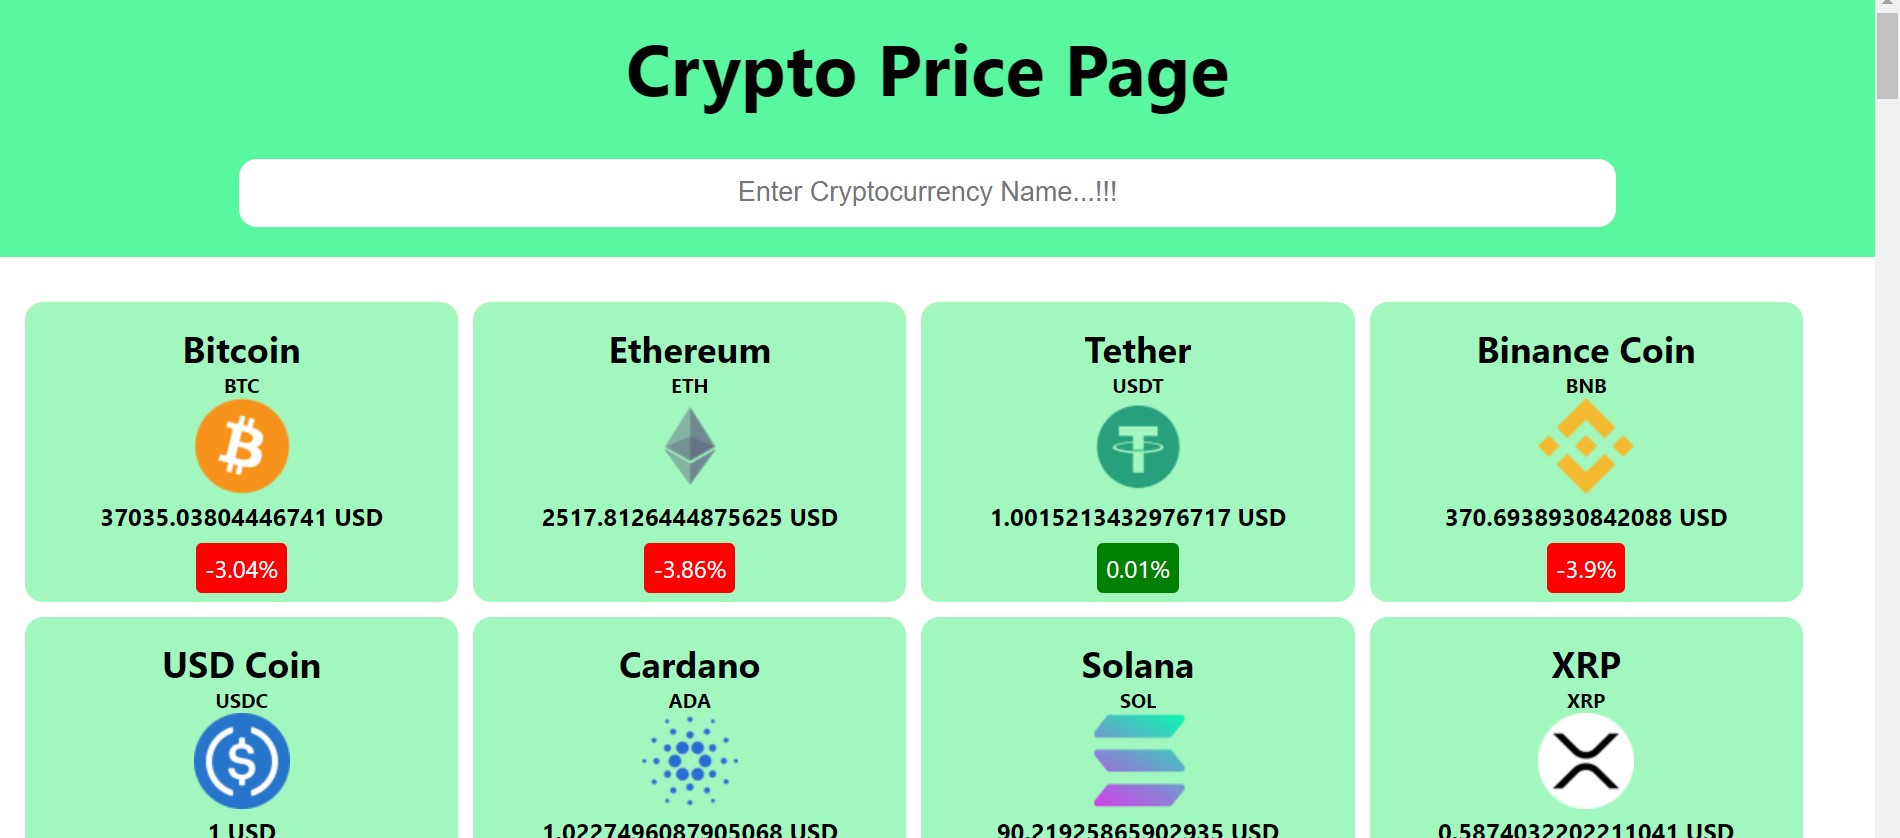 Crypto Price Page
Enter Cryptocurrency Name...!!!
Bitcoin
BTC
37035.03804446741 USD
-3.04%
Ethereum
ETH
2517.8126444875625 USD
-3.86%
Tether
USDT
1.0015213432976717 USD
0.01%
Binance Coin
BNB
370.6938930842088 USD
-3.9%
USD Coin
USDC
1 USD
Cardano
ADA
1.0227496087905068 USD
Solana
SOL
90.21925865902935 USD
XRP
XRP
0.5874032202211041 USD